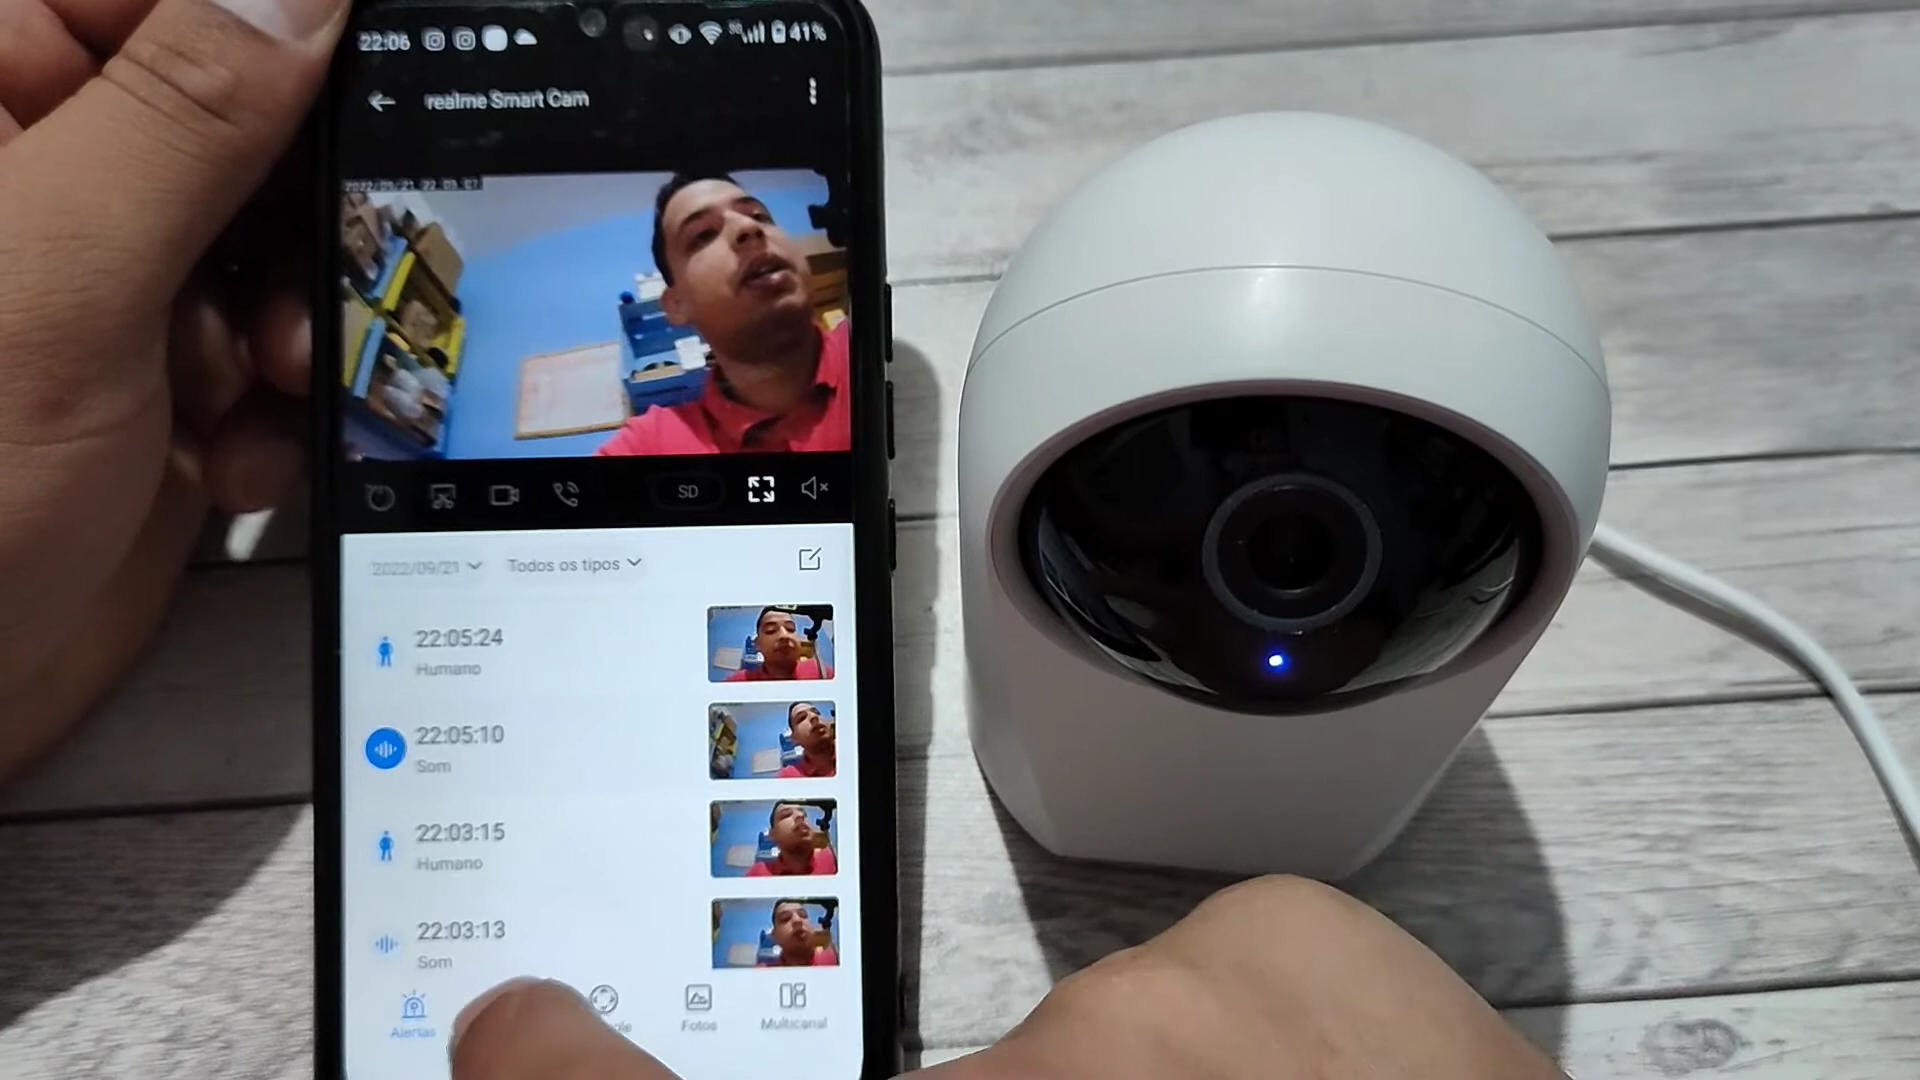 22:06
41%
realme Smart Cam
SD
2022/09/21
Todos os tipos
22:05:24
Humano
22:05:10
Som
22:03:15
Humano
22:03:13
Som
Alertas
Fotos
Multicanal